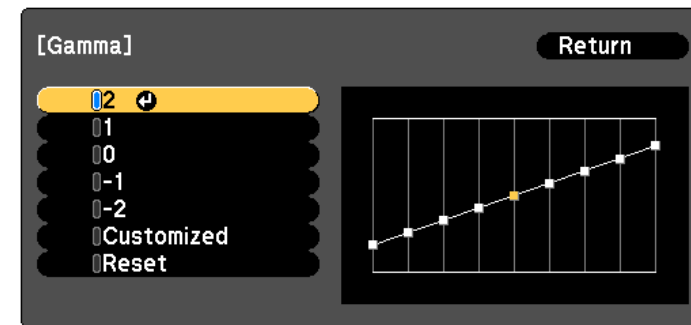 [Gamma]
Return
2
1
0
-1
-2
Customized
Reset